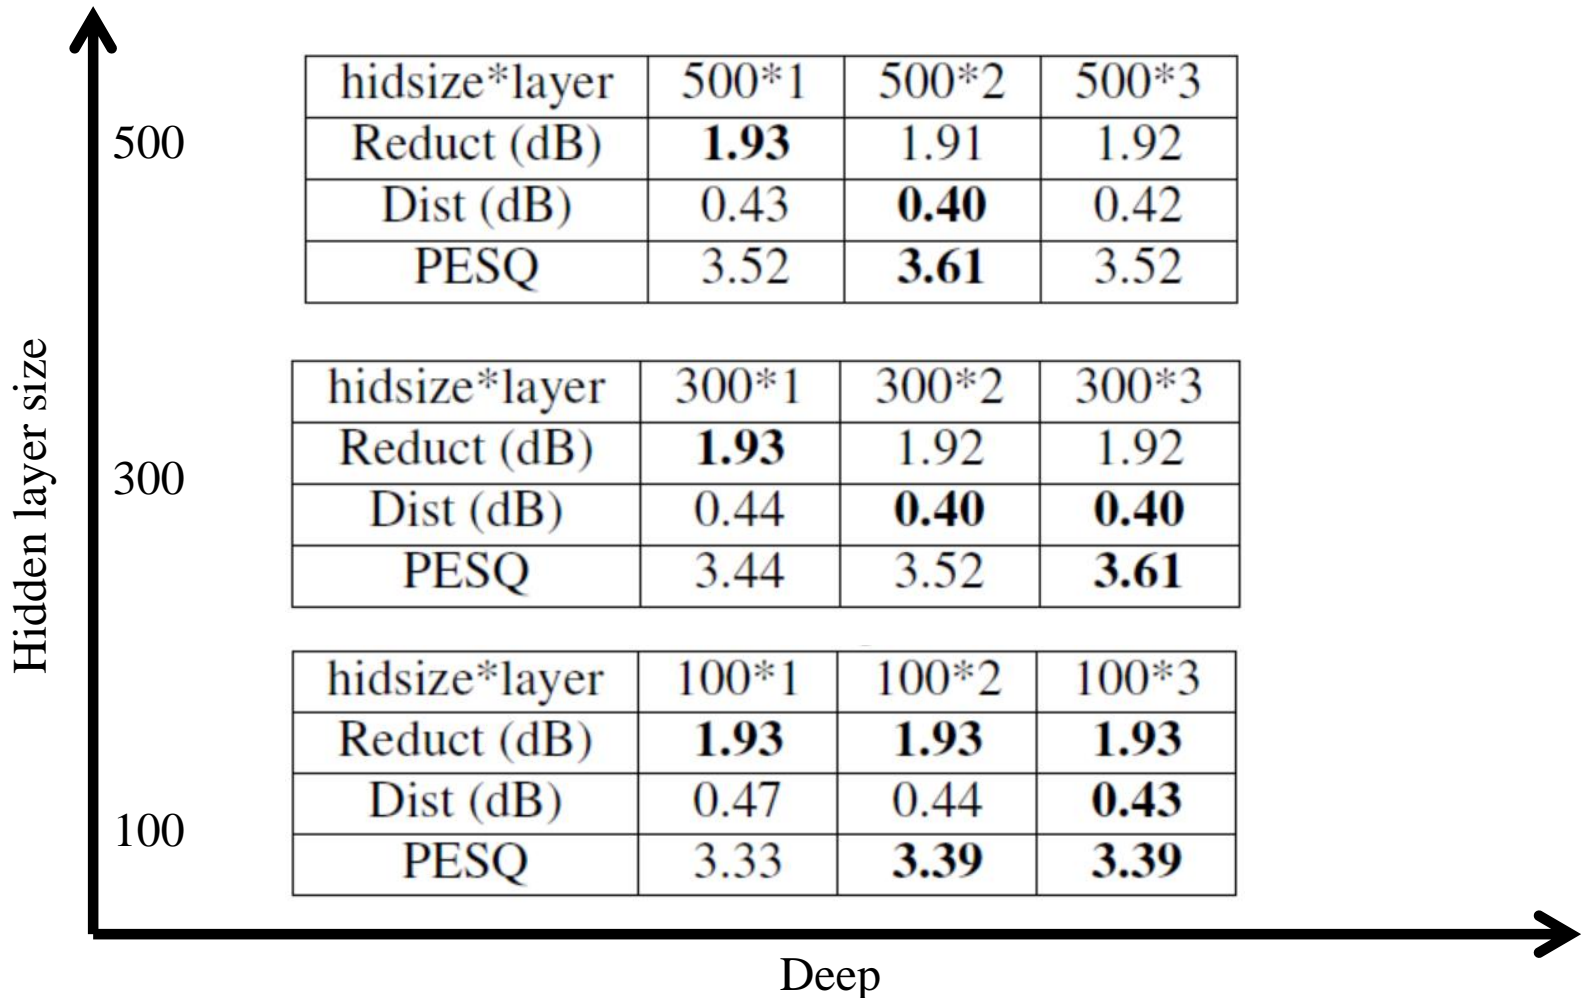 hidsize*layer 500*1 500*2 500*3
500
Reduct (dB) 1.93 1.91 1.92
Dist (dB) 0.43 0.40 0.42
PESQ 3.52 3.61 3.52
Hidden layer size
hidsize*layer 300*1 300*2 300*3
Reduct (dB) 1.93 1.92 1.92
300
Dist (dB) 0.44 0.40 0.40
PESQ 3.44 3.52 3.61
hidsize*layer 100*1 100*2 100*3
Reduct (dB) 1.93 1.93 1.93
Dist (dB) 0.47 0.44 0.43
100
PESQ 3.33 3.39 3.39
Deep